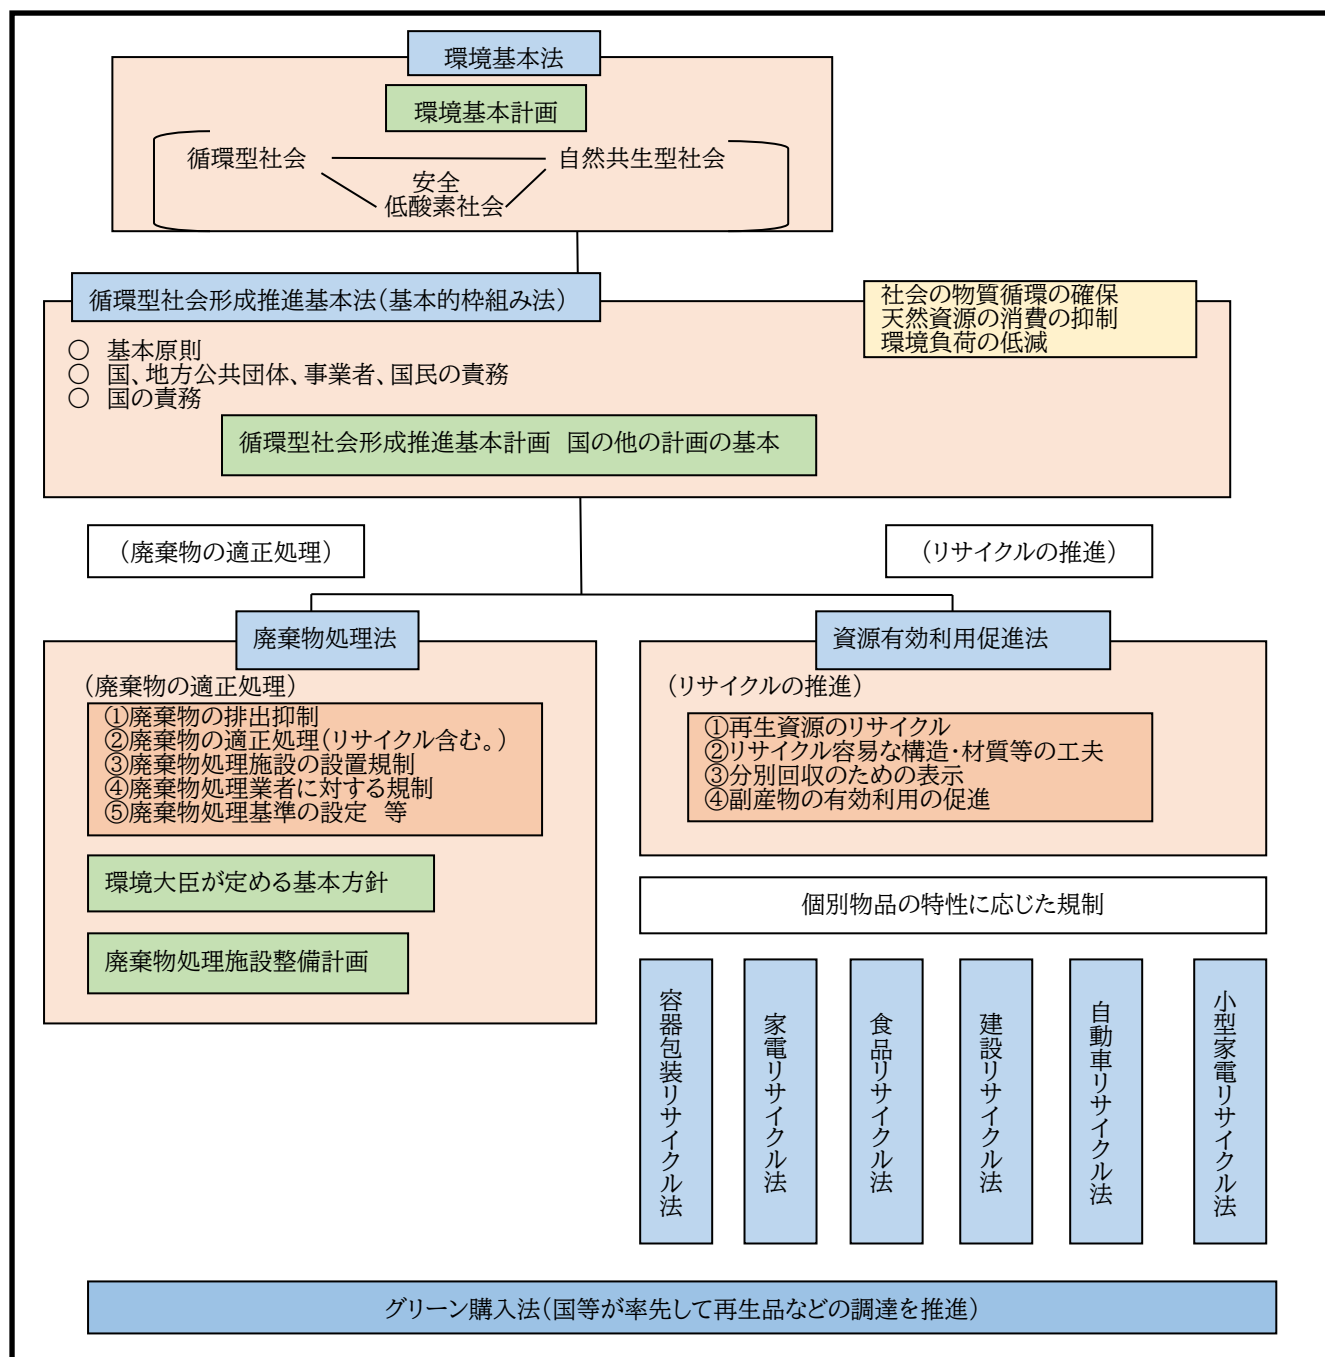 環境基本法
環境基本計画
循環型社会
自然共生型社会
安全
低酸素社会
循環型社会形成推進基本法(基本的枠組み法)
社会の物質循環の確保
天然資源の消費の抑制
環境負荷の低減
○ 基本原則
○ 国、地方公共団体、事業者、国民の責務
○ 国の責務
循環型社会形成推進基本計画 国の他の計画の基本
(廃棄物の適正処理)
(リサイクルの推進)
廃棄物処理法
(廃棄物の適正処理)
①廃棄物の排出抑制
②廃棄物の適正処理(リサイクル含む。)
③廃棄物処理施設の設置規制
④廃棄物処理業者に対する規制
⑤廃棄物処理基準の設定 等
環境大臣が定める基本方針
廃棄物処理施設整備計画
資源有効利用促進法
(リサイクルの推進)
①再生資源のリサイクル
②リサイクル容易な構造・材質等の工夫
③分別回収のための表示
④副産物の有効利用の促進
個別物品の特性に応じた規制
容器包装リサイクル法
家電リサイクル法
食品リサイクル法
建設リサイクル法
自動車リサイクル法
小型家電リサイクル法
グリーン購入法(国等が率先して再生品などの調達を推進)